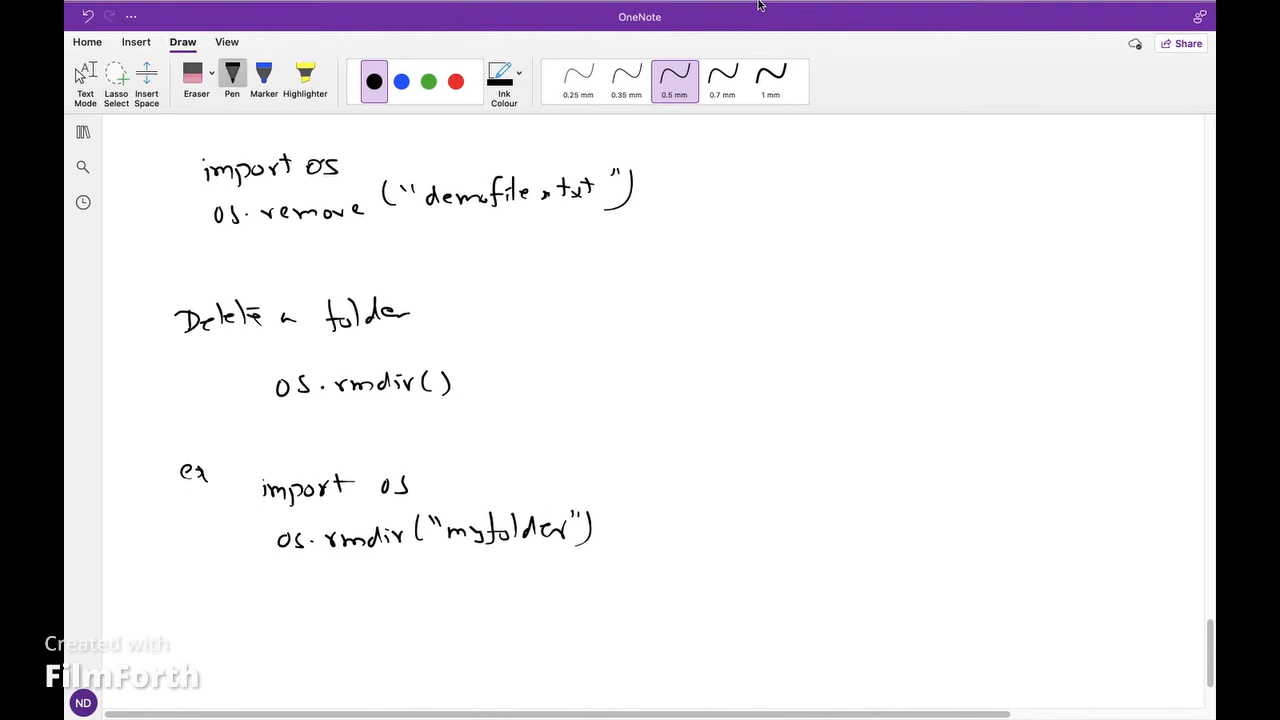 OneNote
Home Insert Draw View
Share
Text Mode
Lasso Select
Insert Space
Eraser
Pen
Marker
Highlighter
Ink Colour
0.25 mm
0.35 mm
0.5 mm
0.7 mm
1 mm
import os
os.remove ("demofile.txt")
Delete a folder
os.rmdir()
ex
import os
os.rmdir("myfolder")
Created with
FilmForth
ND